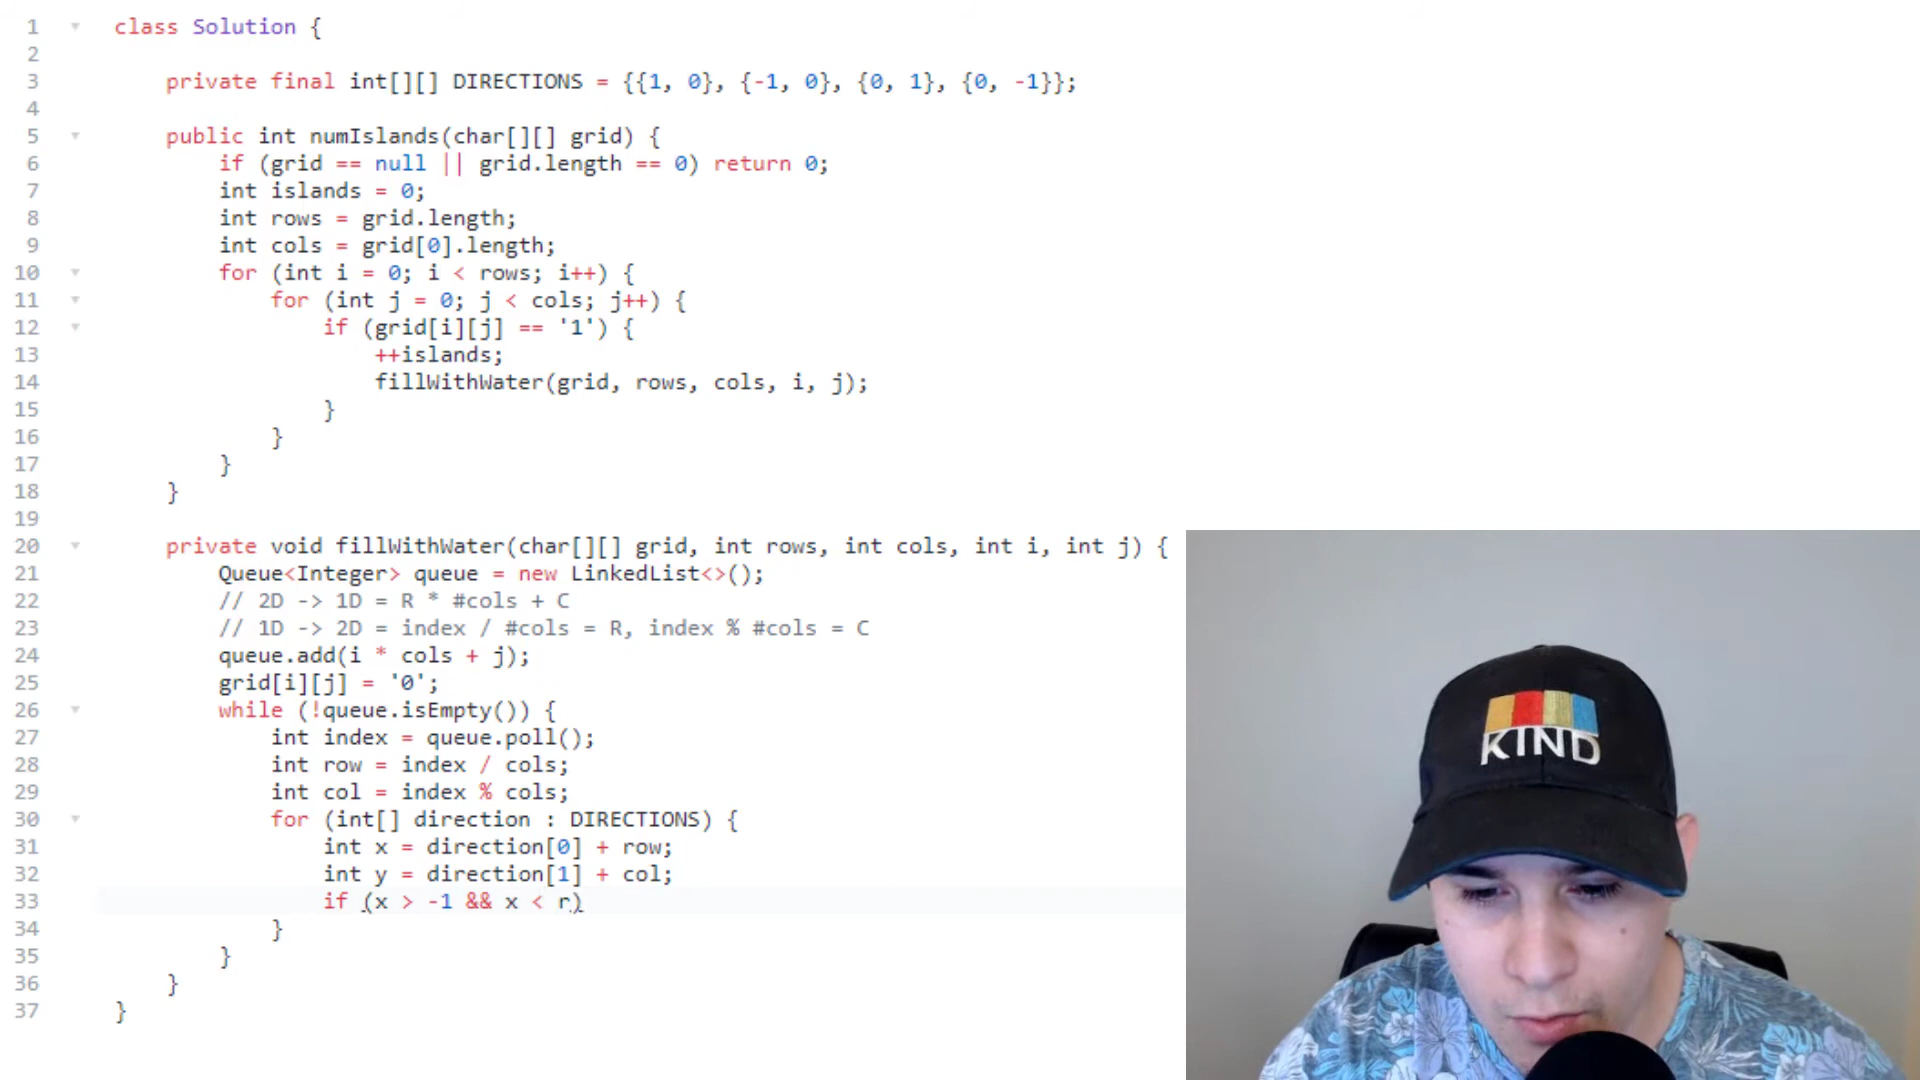 1 class Solution {
2
3 private final int[][] DIRECTIONS = {{1, 0}, {-1, 0}, {0, 1}, {0, -1}};
4
5 public int numIslands(char[][] grid) {
6 if (grid == null || grid.length == 0) return 0;
7 int islands = 0;
8 int rows = grid.length;
9 int cols = grid[0].length;
10 for (int i = 0; i < rows; i++) {
11 for (int j = 0; j < cols; j++) {
12 if (grid[i][j] == '1') {
13 ++islands;
14 fillWithWater(grid, rows, cols, i, j);
15 }
16 }
17 }
18 }
19
20 private void fillWithWater(char[][] grid, int rows, int cols, int i, int j) {
21 Queue<Integer> queue = new LinkedList<>();
22 // 2D -> 1D = R * #cols + C
23 // 1D -> 2D = index / #cols = R, index % #cols = C
24 queue.add(i * cols + j);
25 grid[i][j] = '0';
26 while (!queue.isEmpty()) {
27 int index = queue.poll();
28 int row = index / cols;
29 int col = index % cols;
30 for (int[] direction : DIRECTIONS) {
31 int x = direction[0] + row;
32 int y = direction[1] + col;
33 if (x > -1 && x < r)
34 }
35 }
36 }
37 }
KIND